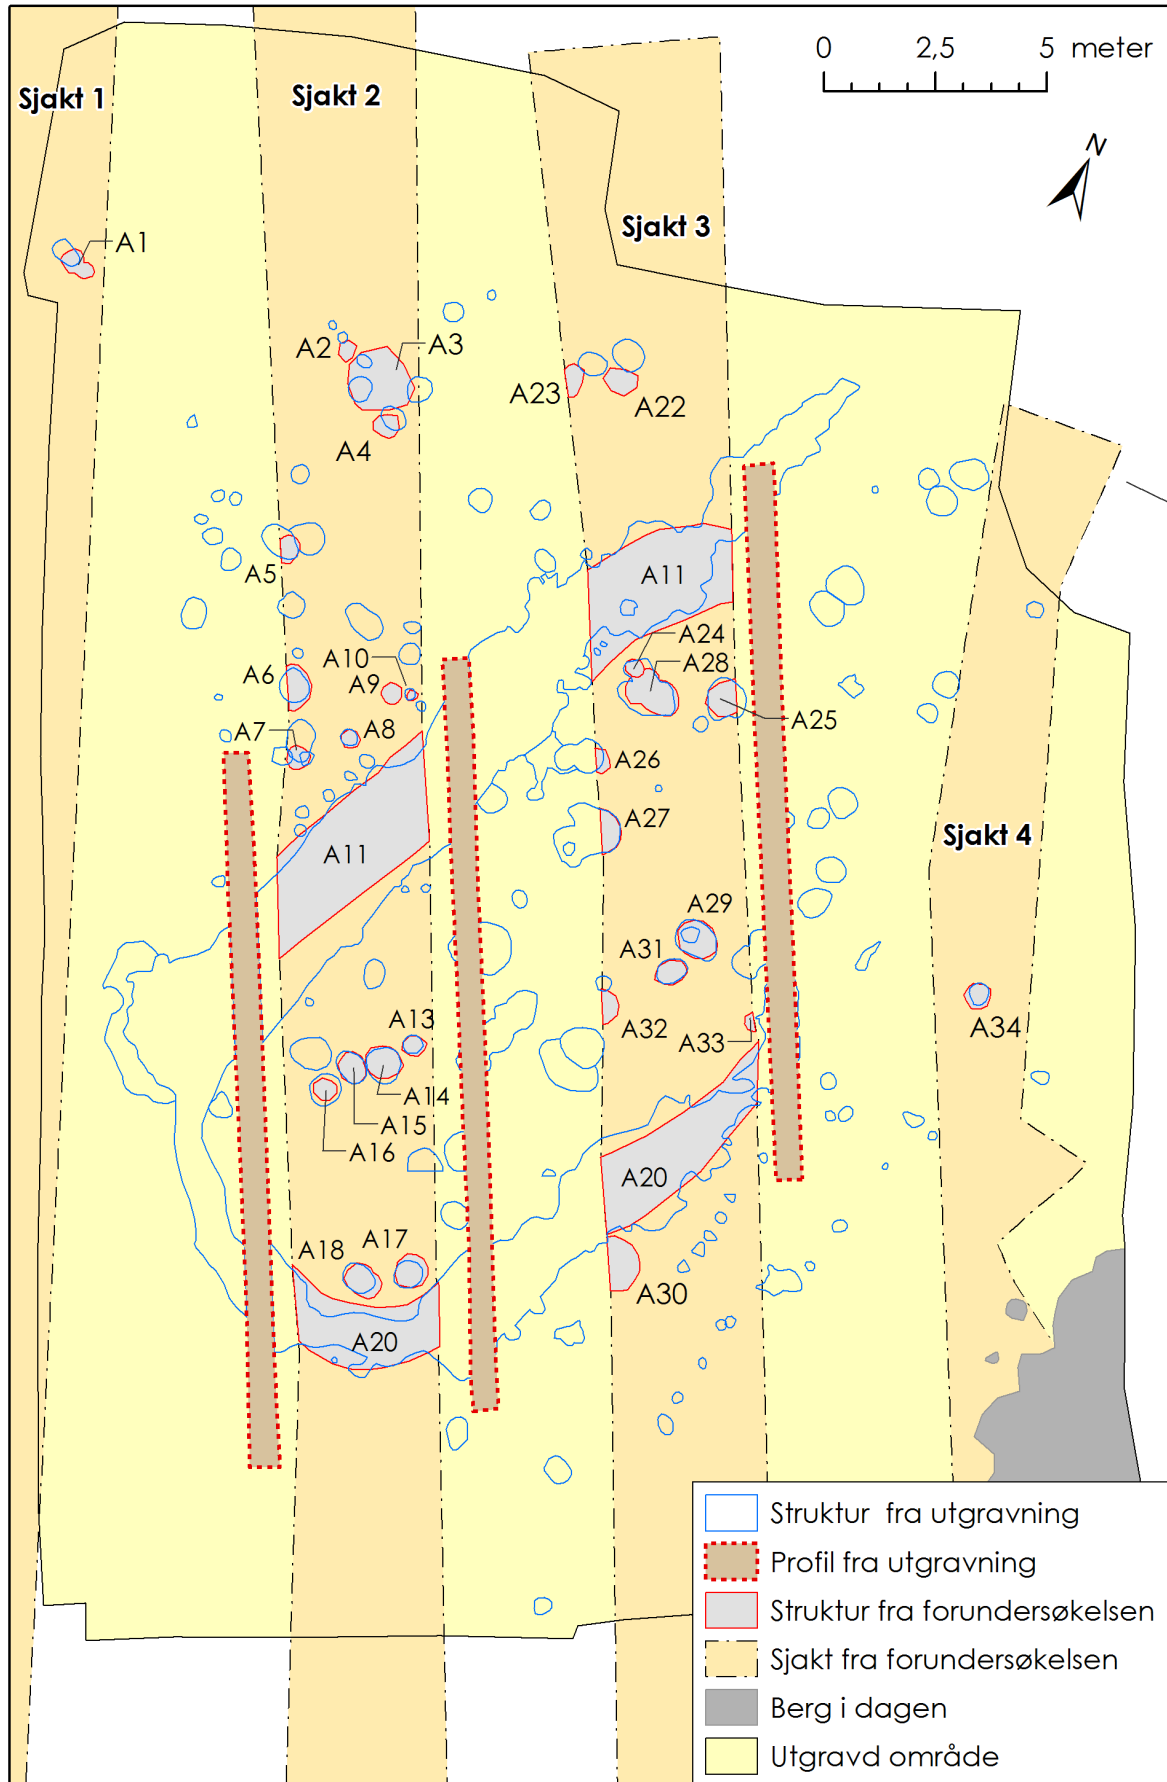 0 2,5 5 meter
Sjakt 1
Sjakt 2
N
Sjakt 3
A1
A2
A3
A23
A22
A4
A5
A11
A24
A10
A28
A6
A9
A25
A7
A8
A26
A27
Sjakt 4
A11
A29
A31
A32
A33
A34
A13
A14
A15
A16
A20
A18
A17
A30
A20
Struktur fra utgravning
Profil fra utgravning
Struktur fra forundersøkelsen
Sjakt fra forundersøkelsen
Berg i dagen
Utgravd område